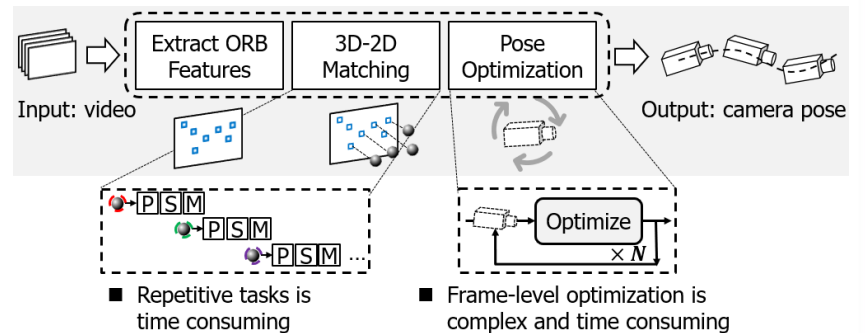 Extract ORB
Features
3D-2D
Matching
Pose
Optimization
Input: video
Output: camera pose
P S M
P S M
P S M ...
Optimize
× N
■ Repetitive tasks is
time consuming
■ Frame-level optimization is
complex and time consuming